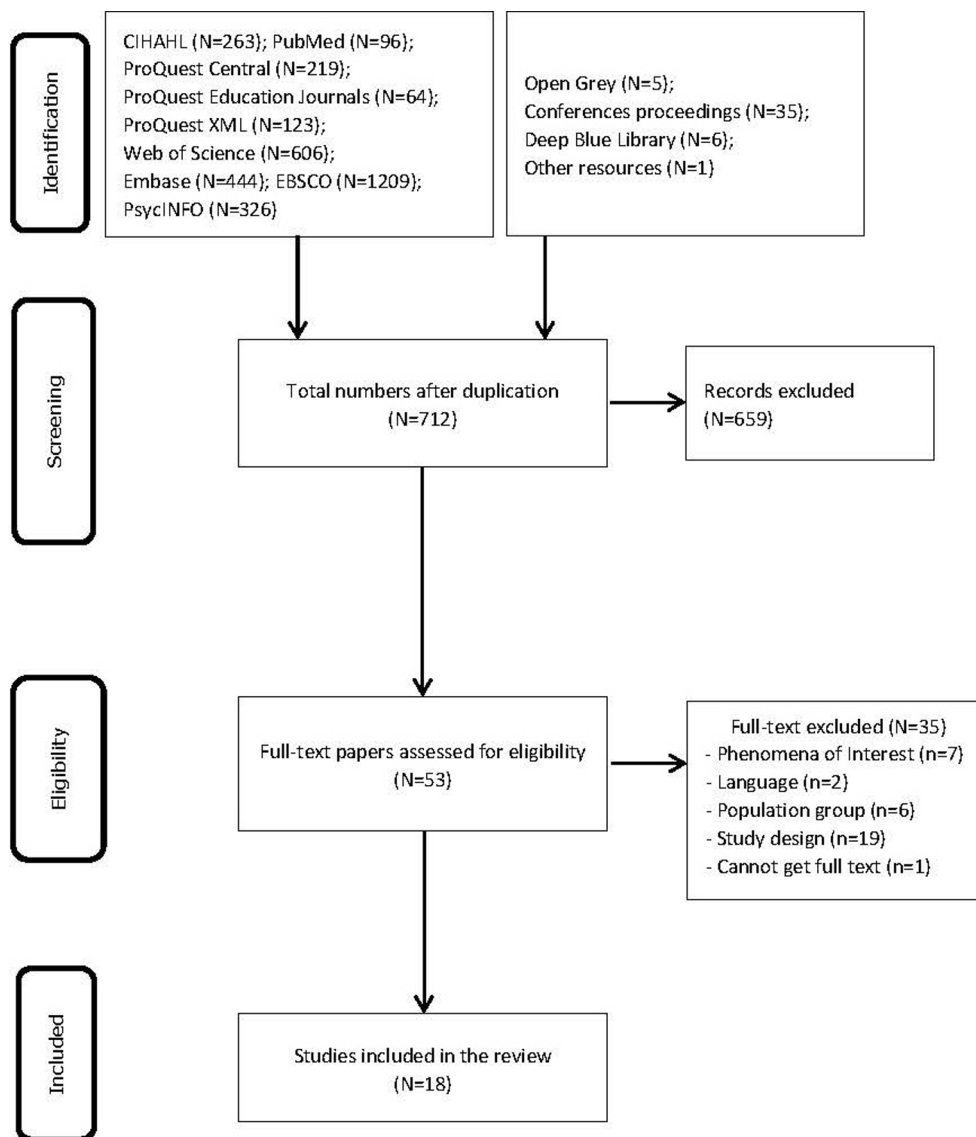 Identification
CIHAHL (N=263); PubMed (N=96);
ProQuest Central (N=219);
ProQuest Education Journals (N=64);
ProQuest XML (N=123);
Web of Science (N=606);
Embase (N=444); EBSCO (N=1209);
PsycINFO (N=326)
Open Grey (N=5);
Conferences proceedings (N=35);
Deep Blue Library (N=6);
Other resources (N=1)
Screening
Total numbers after duplication
(N=712)
Records excluded
(N=659)
Eligibility
Full-text papers assessed for eligibility
(N=53)
Full-text excluded (N=35)
- Phenomena of Interest (n=7)
- Language (n=2)
- Population group (n=6)
- Study design (n=19)
- Cannot get full text (n=1)
Included
Studies included in the review
(N=18)